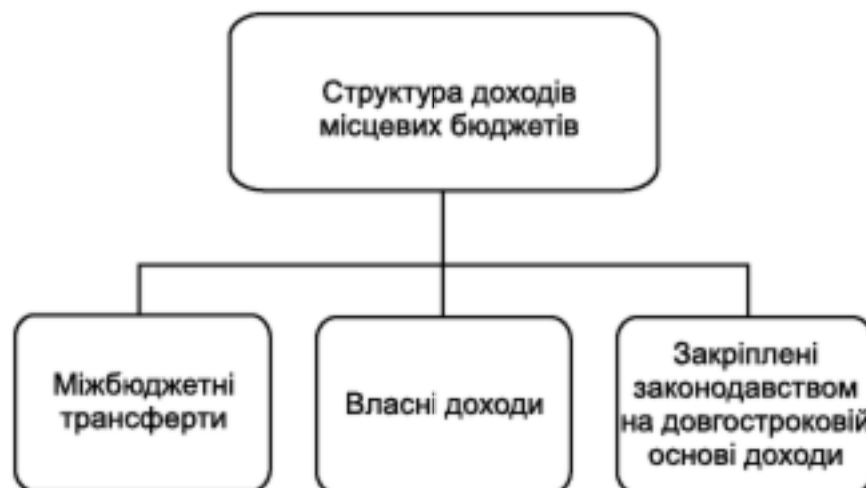 Структура доходів
місцевих бюджетів
Міжбюджетні
трансферти
Власні доходи
Закріплені
законодавством
на довгостроковій
основі доходи